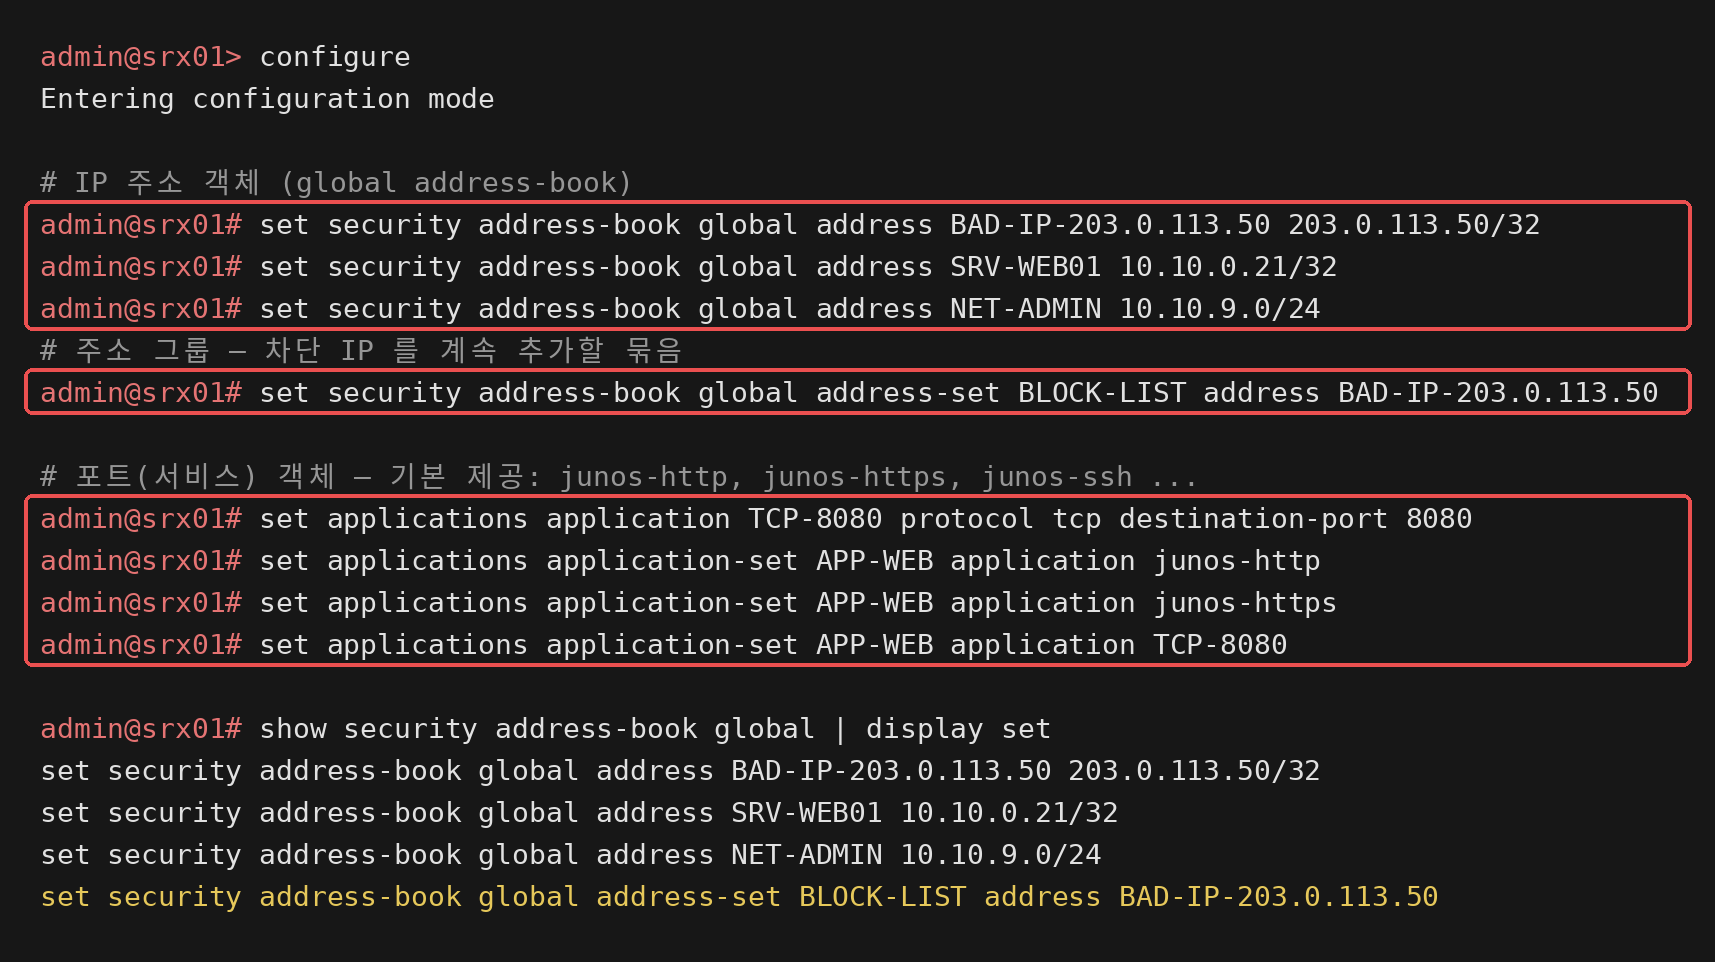 admin@srx01> configure
Entering configuration mode
# IP 주소 객체 (global address-book)
admin@srx01# set security address-book global address BAD-IP-203.0.113.50 203.0.113.50/32
admin@srx01# set security address-book global address SRV-WEB01 10.10.0.21/32
admin@srx01# set security address-book global address NET-ADMIN 10.10.9.0/24
# 주소 그룹 — 차단 IP 를 계속 추가할 묶음
admin@srx01# set security address-book global address-set BLOCK-LIST address BAD-IP-203.0.113.50
# 포트(서비스) 객체 — 기본 제공: junos-http, junos-https, junos-ssh ...
admin@srx01# set applications application TCP-8080 protocol tcp destination-port 8080
admin@srx01# set applications application-set APP-WEB application junos-http
admin@srx01# set applications application-set APP-WEB application junos-https
admin@srx01# set applications application-set APP-WEB application TCP-8080
admin@srx01# show security address-book global | display set
set security address-book global address BAD-IP-203.0.113.50 203.0.113.50/32
set security address-book global address SRV-WEB01 10.10.0.21/32
set security address-book global address NET-ADMIN 10.10.9.0/24
set security address-book global address-set BLOCK-LIST address BAD-IP-203.0.113.50